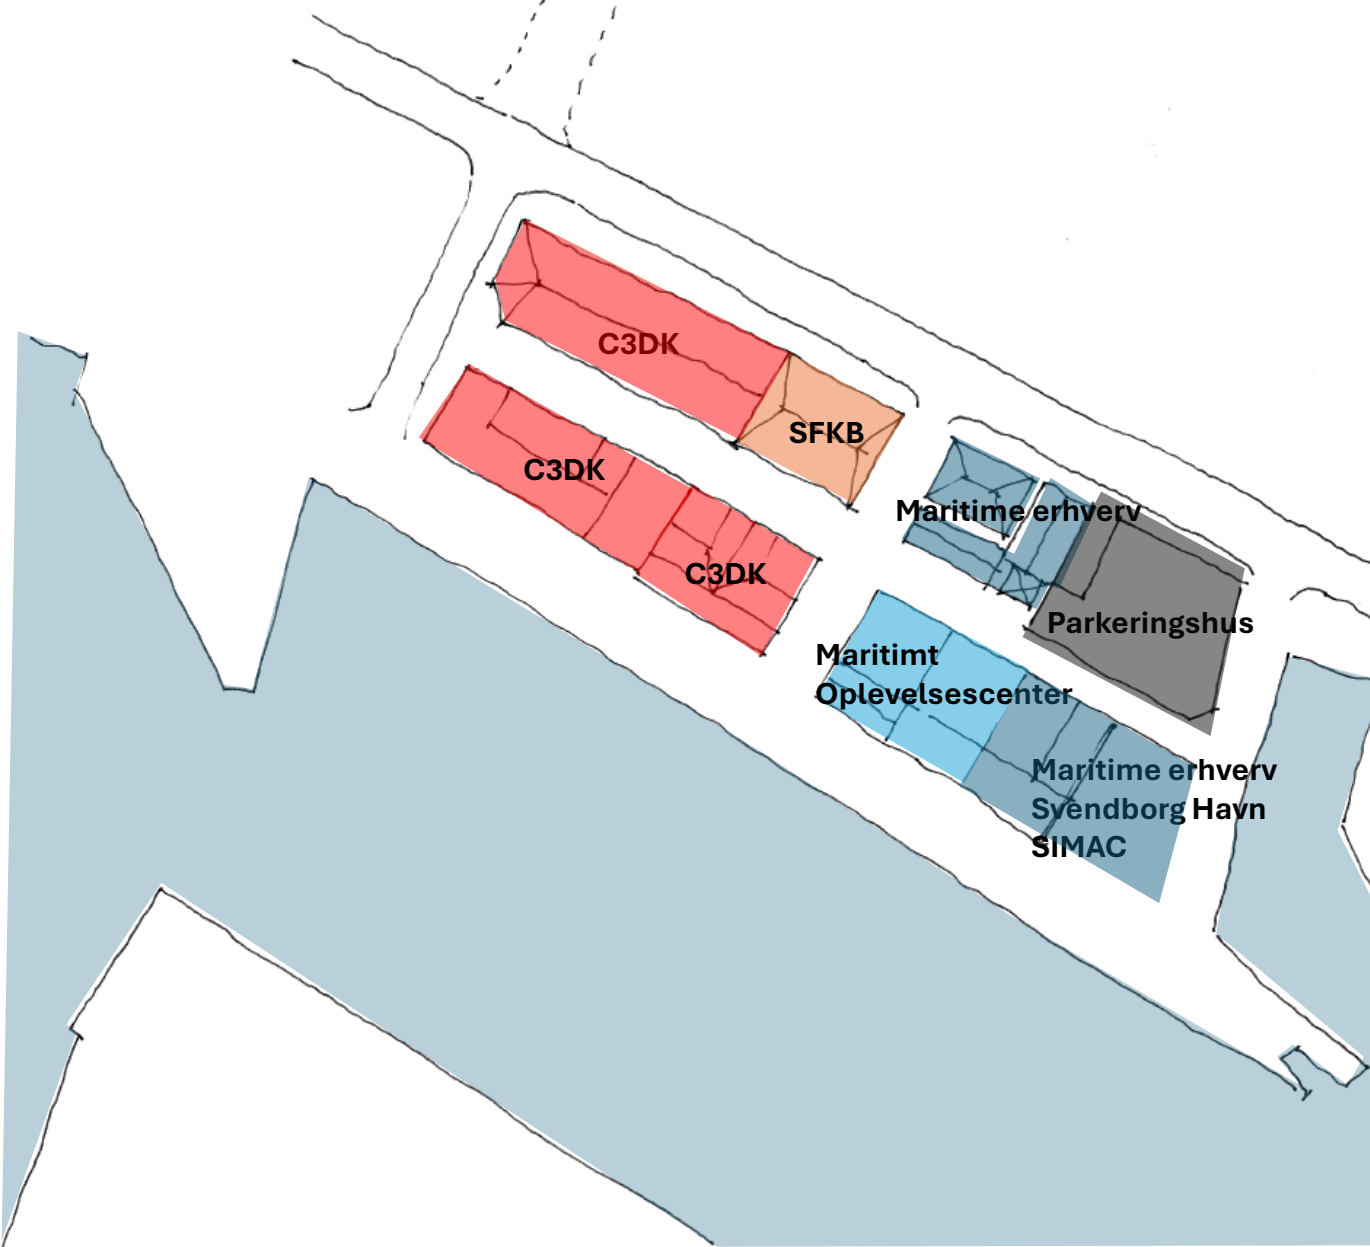 C3DK
SFKB
C3DK
C3DK
Maritime erhverv
Parkeringshus
Maritimt
Oplevelsescenter
Maritime erhverv
Svendborg Havn
SIMAC